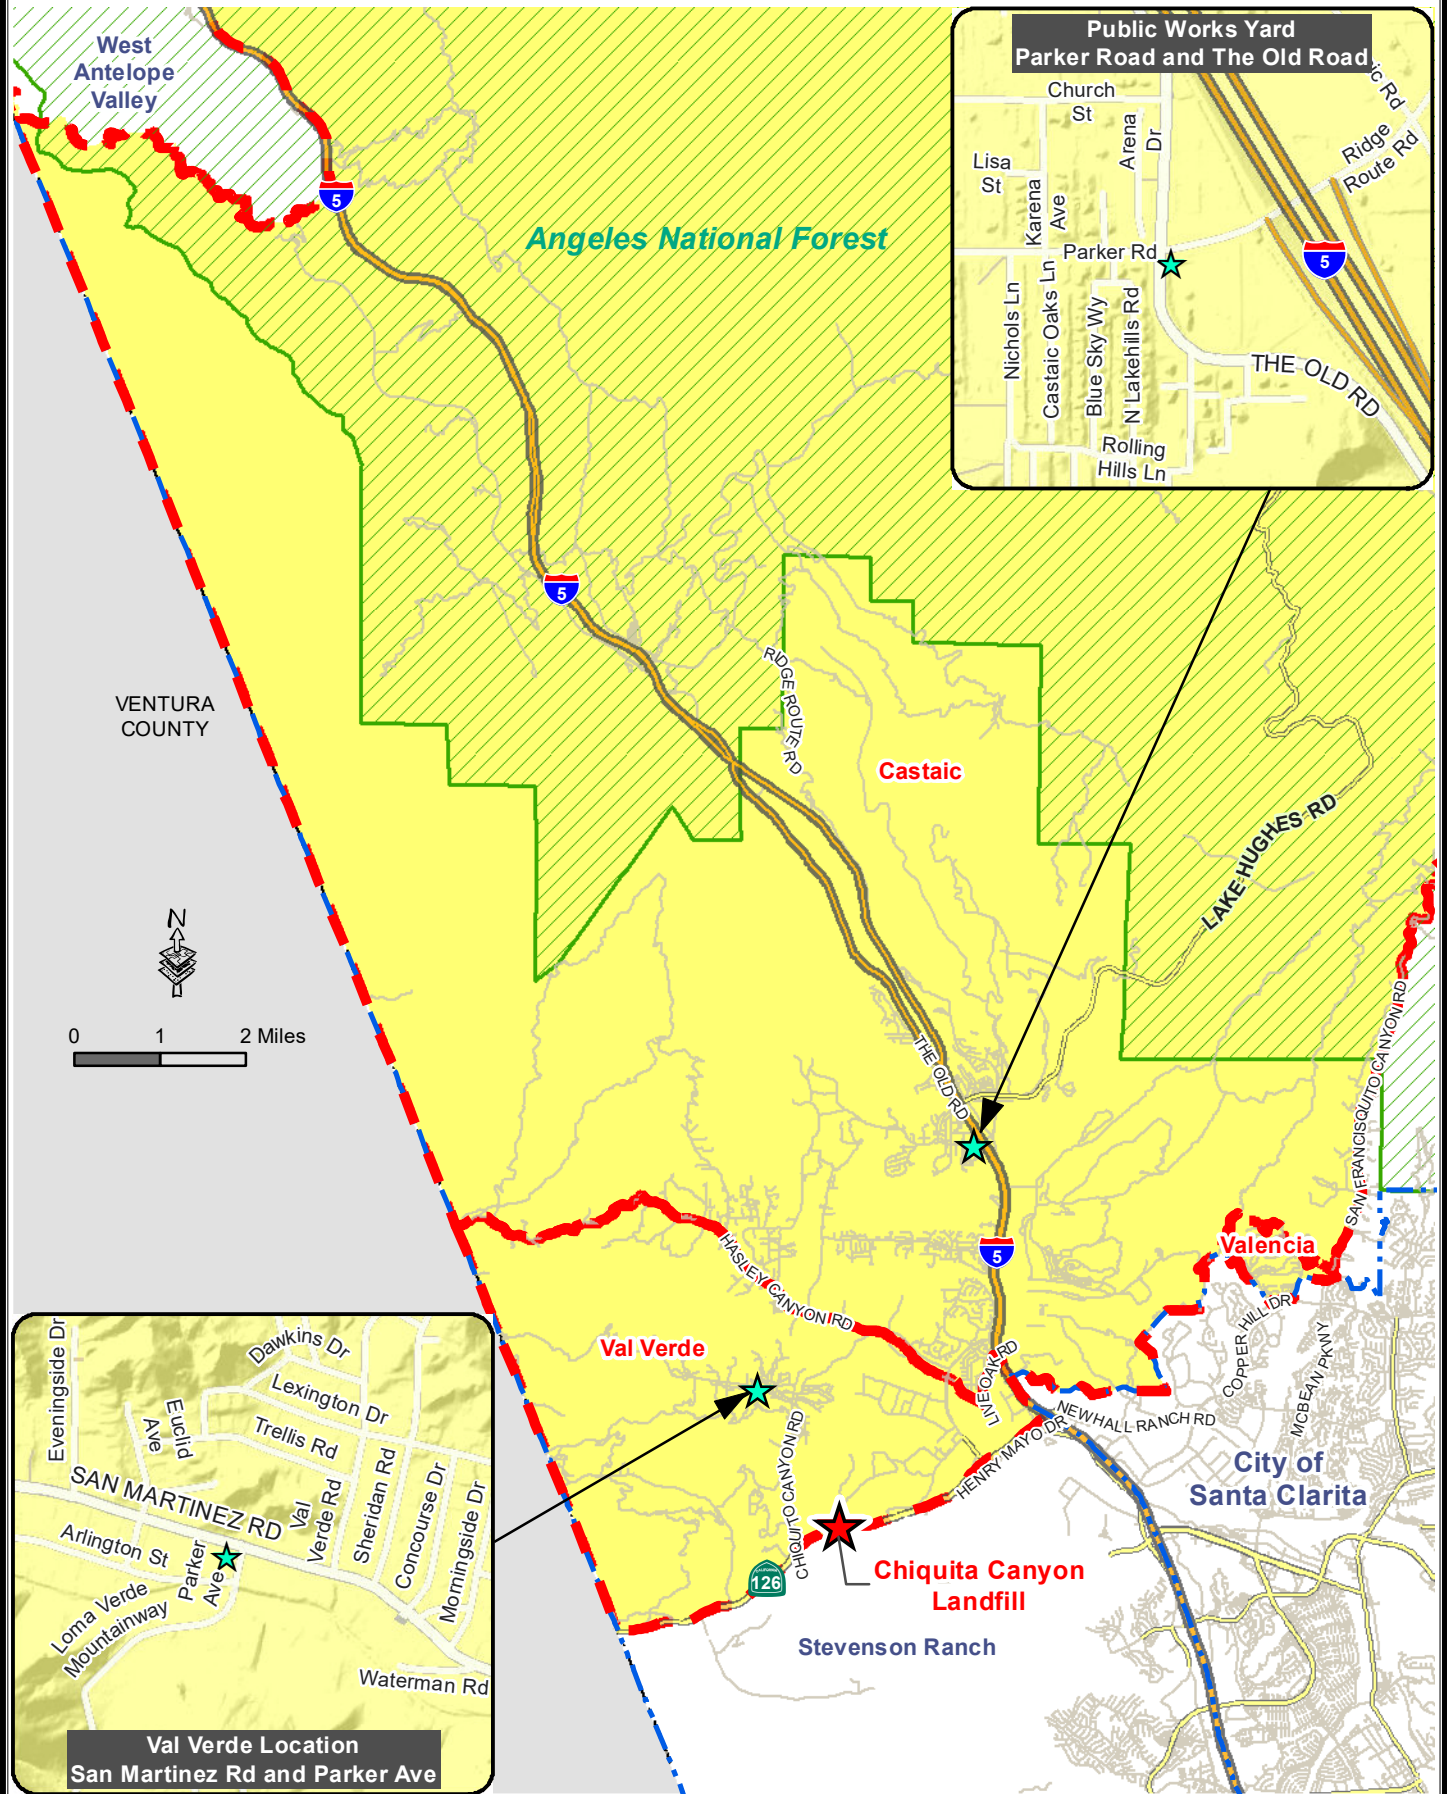 West
Antelope
Valley
Public Works Yard
Parker Road and The Old Road
ic Rd
Church
St
Arena
Dr
Ridge
Route Rd
Lisa
St
Karena
Ave
Parker Rd
5
Nichols Ln
Castaic Oaks Ln
Blue Sky Wy
N Lakehills Rd
THE OLD RD
Rolling
Hills Ln
5
Angeles National Forest
5
RIDGE ROUTE RD
VENTURA
COUNTY
Castaic
LAKE HUGHES RD
N
0 1 2 Miles
THE OLD RD
SAN FRANCISQUITO CANYON RD
HASLEY CANYON RD
5
Valencia
Val Verde
LIVE OAK RD
COPPER HILL DR
MCBEAN PKWY
NEWHALL RANCH RD
HENRY MAYO DR
CHIQUITO CANYON RD
City of
Santa Clarita
CALIFORNIA
126
Chiquita Canyon
Landfill
Stevenson Ranch
Eveningside Dr
Dawkins Dr
Lexington Dr
Euclid
Ave
Trellis Rd
SAN MARTINEZ RD
Val
Verde Rd
Sheridan Rd
Concourse Dr
Morningside Dr
Arlington St
Parker
Ave
Loma Verde
Mountainway
Waterman Rd
Val Verde Location
San Martinez Rd and Parker Ave